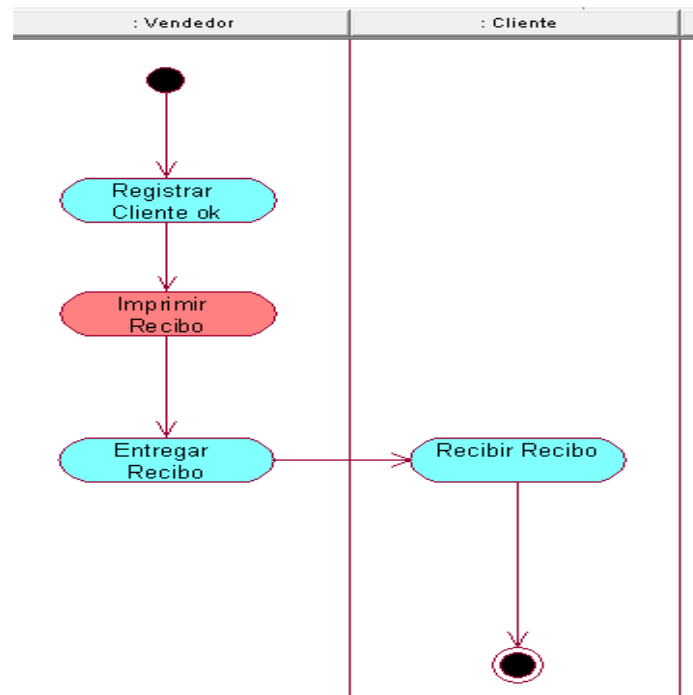 : Vendedor
: Cliente
Registrar
Cliente ok
Imprimir
Recibo
Entregar
Recibo
Recibir Recibo